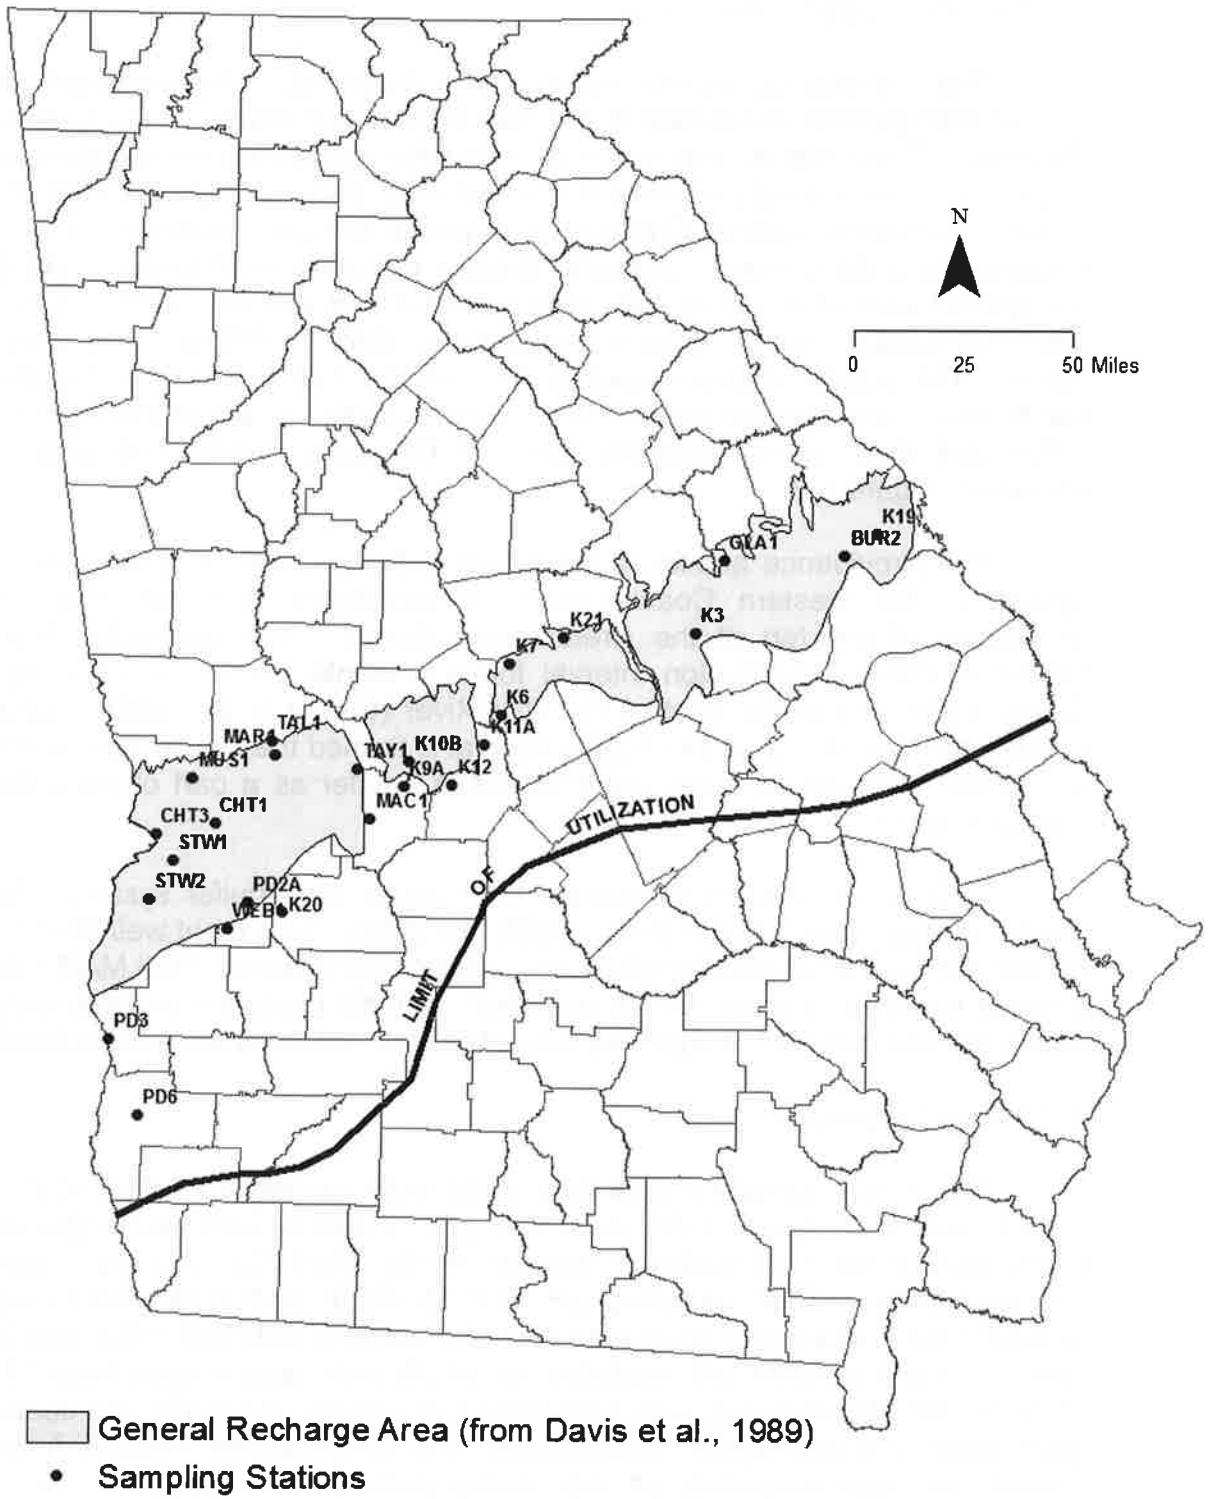 N
0 25 50 Miles
K19
BUR2
GLA1
K3
K21
K7
K6
K11A
TAL1
MAR1
MUS1
TAY1
K10B
K9A
K12
MAC1
CHT1
CHT3
STW1
STW2
PD2A
K20
PD3
PD6
LIMIT OF UTILIZATION
General Recharge Area (from Davis et al., 1989)
Sampling Stations